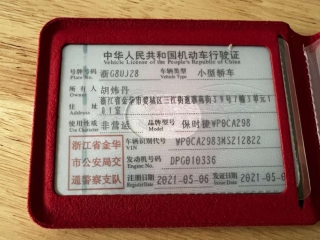 中华人民共和国机动车行驶证
Vehicle License of the People's Republic of China
号牌号码 浙GBUJZ8 车辆类型 小型轿车
Plate No. Vehicle Type
所有人 胡炜丹
Owner
住址 浙江省金华市婺城区三江街道
Address
使用性质 非营运 品牌型号 保时捷WP0CA298
Use Character Model
浙江省金华
市公安局交
通警察支队
车辆识别代号 WP0CA2983MS212822
VIN
发动机号码 DPG010336
Engine No.
注册日期 2021-05-06 发证日期 2021-05-06
Register Date Issue Date